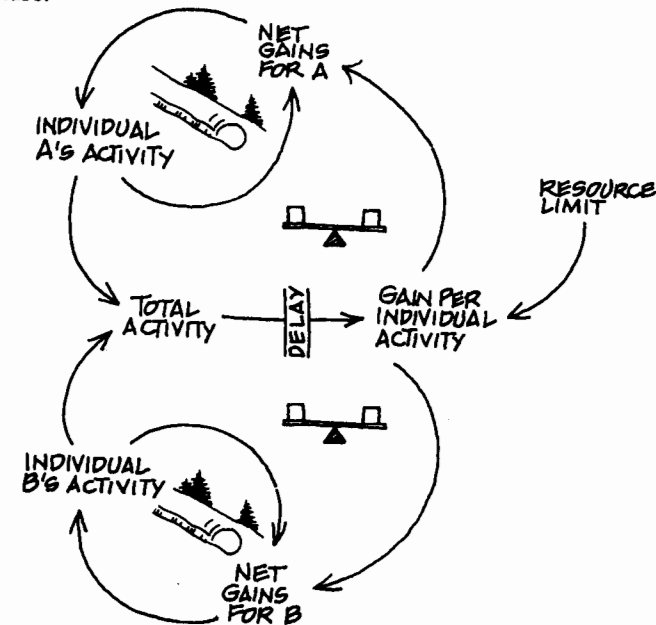 NET
GAINS
FOR A
INDIVIDUAL
A'S ACTIVITY
RESOURCE
LIMIT
TOTAL
ACTIVITY
DELAY
GAIN PER
INDIVIDUAL
ACTIVITY
INDIVIDUAL
B'S ACTIVITY
NET
GAINS
FOR B